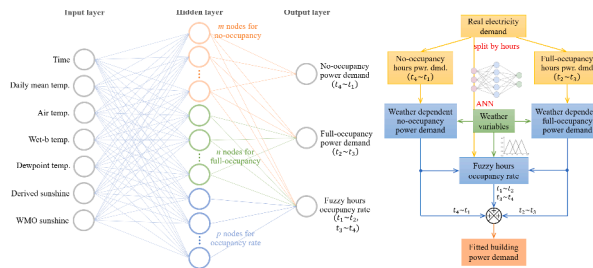 Input layer
Hidden layer
Output layer
m nodes for
no-occupancy
Time
Daily mean temp.
Air temp.
Wet-b temp.
Dewpoint temp.
Derived sunshine
WMO sunshine
n nodes for
full-occupancy
p nodes for
occupancy rate
No-occupancy
power demand
(t₄~t₁)
Full-occupancy
power demand
(t₂~t₃)
Fuzzy hours
occupancy rate
(t₁~t₂,
t₃~t₄)
Real electricity
demand
split by hours
No-occupancy
hours pwr. dmd.
(t₄~t₁)
Full-occupancy
hours pwr. dmd.
(t₂~t₃)
ANN
Weather dependent
no-occupancy
power demand
Weather
variables
Weather dependent
full-occupancy
power demand
Fuzzy hours
occupancy rate
t₁~t₂
t₃~t₄
t₄~t₁
t₂~t₃
Fitted building
power demand